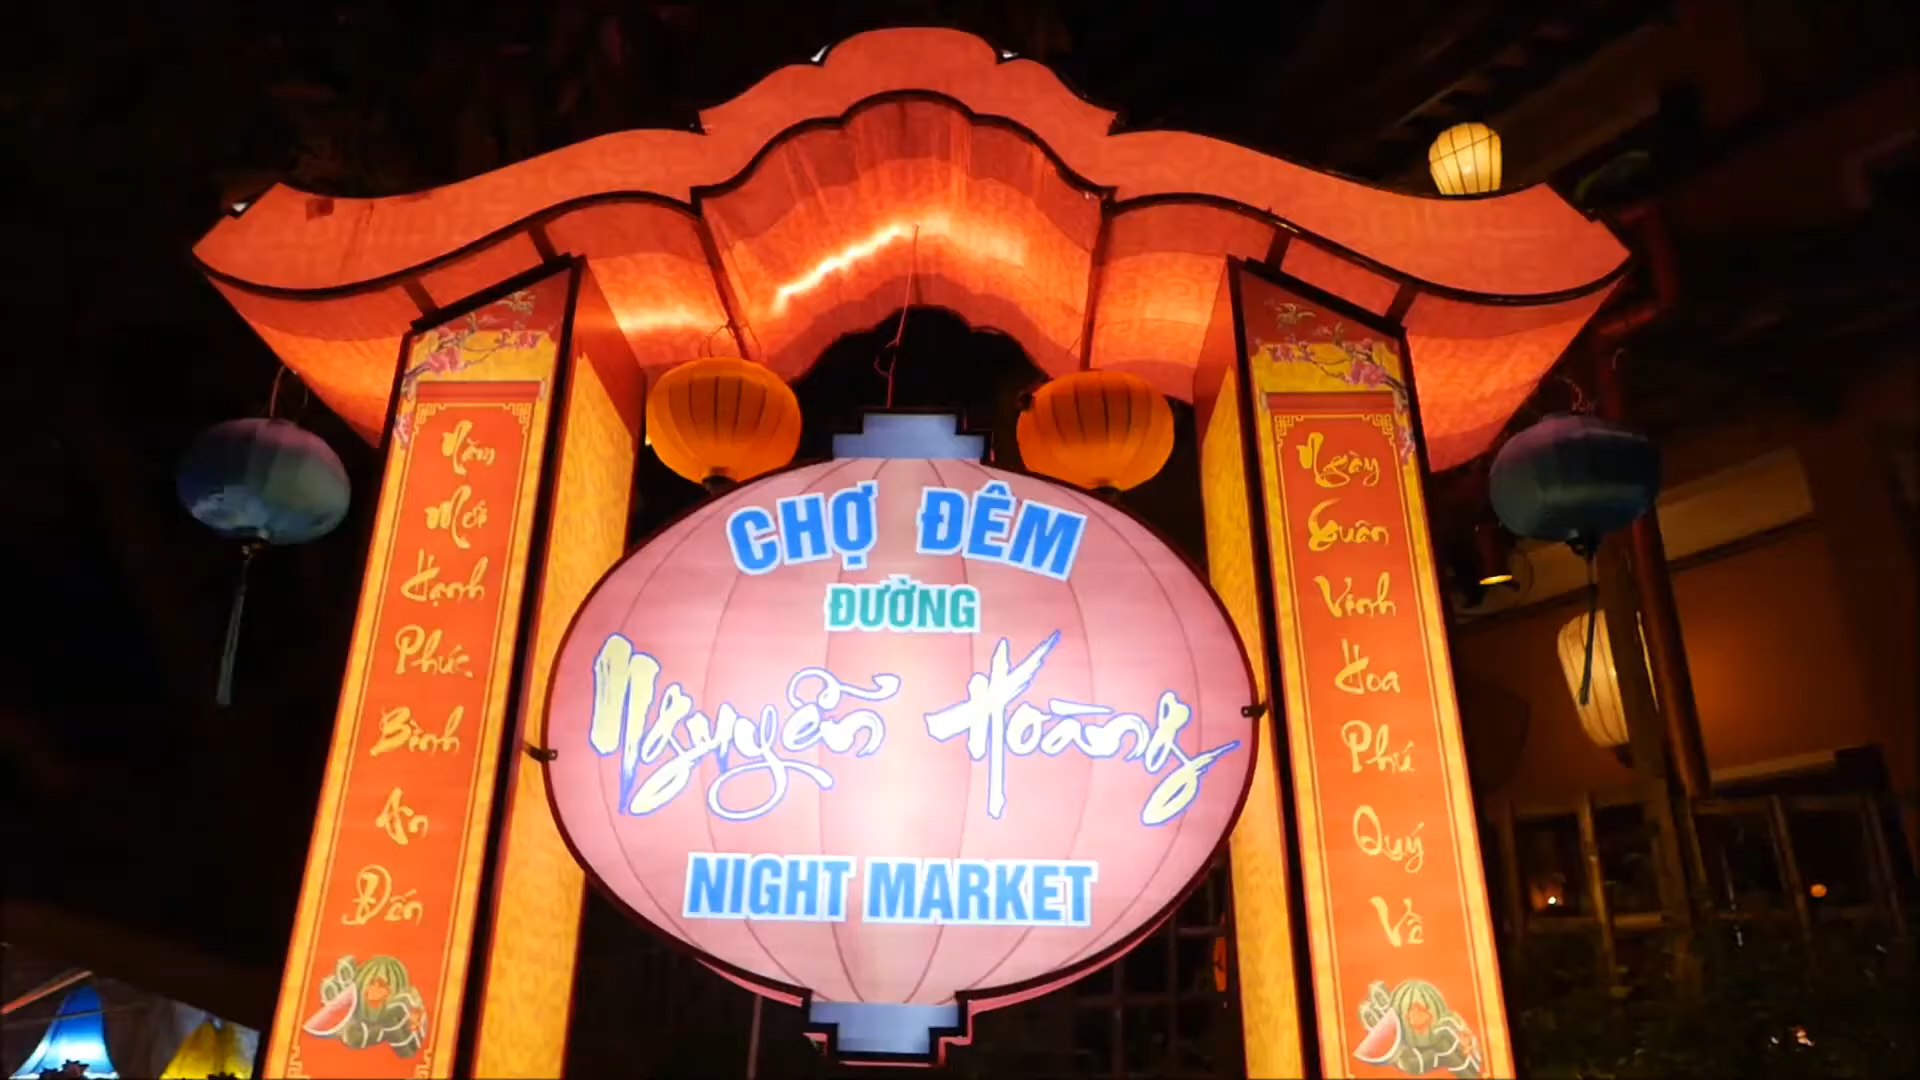 CHỢ ĐÊM
ĐƯỜNG
Nguyễn Hoàng
NIGHT MARKET
Năm
Mới
Hạnh
Phúc
Bình
An
Đến
Ngày
Xuân
Vinh
Hoa
Phú
Quý
Về